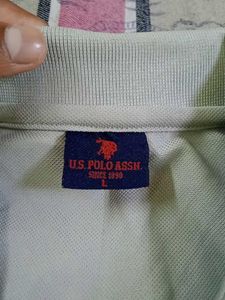 U.S. POLO ASSN.
SINCE 1890
L